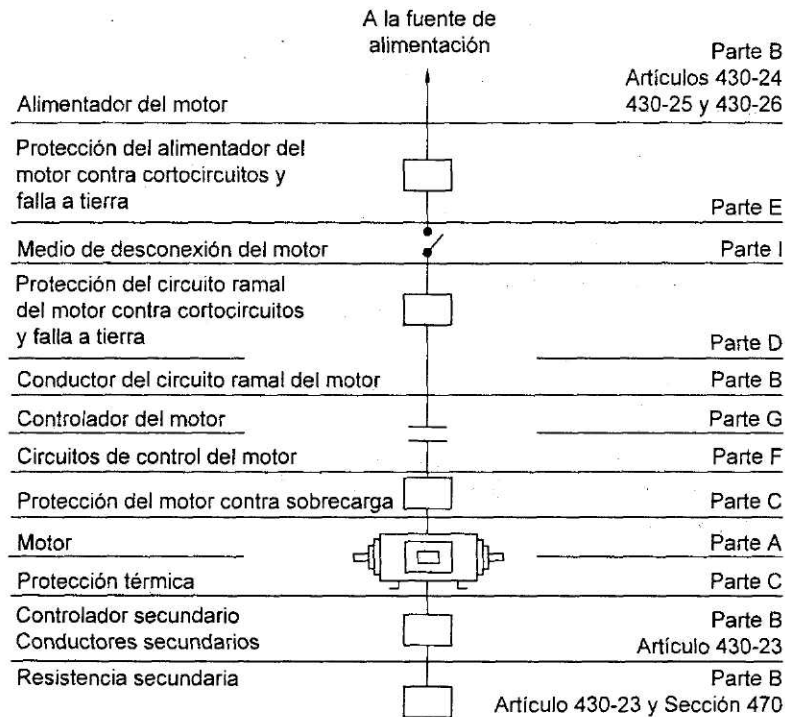 A la fuente de
alimentación
Parte B
Artículos 430-24
Alimentador del motor
430-25 y 430-26
Protección del alimentador del
motor contra cortocircuitos y
falla a tierra
Parte E
Medio de desconexión del motor
Parte I
Protección del circuito ramal
del motor contra cortocircuitos
y falla a tierra
Parte D
Conductor del circuito ramal del motor
Parte B
Controlador del motor
Parte G
Circuitos de control del motor
Parte F
Protección del motor contra sobrecarga
Parte C
Motor
Parte A
Protección térmica
Parte C
Controlador secundario
Parte B
Conductores secundarios
Artículo 430-23
Resistencia secundaria
Parte B
Artículo 430-23 y Sección 470